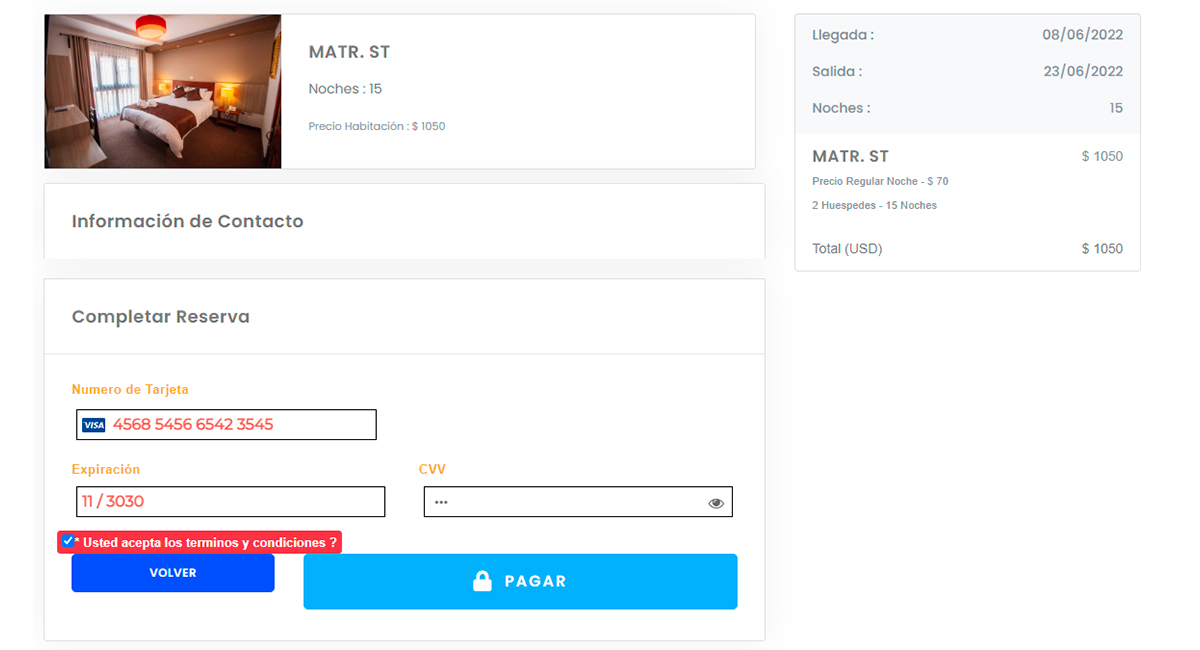 MATR. ST
Noches : 15
Precio Habitación : $ 1050
Información de Contacto
Completar Reserva
Numero de Tarjeta
VISA 4568 5456 6542 3545
Expiración
11 / 3030
CVV
•••
* Usted acepta los terminos y condiciones ?
VOLVER
PAGAR
Llegada : 08/06/2022
Salida : 23/06/2022
Noches : 15
MATR. ST $ 1050
Precio Regular Noche - $ 70
2 Huespedes - 15 Noches
Total (USD) $ 1050